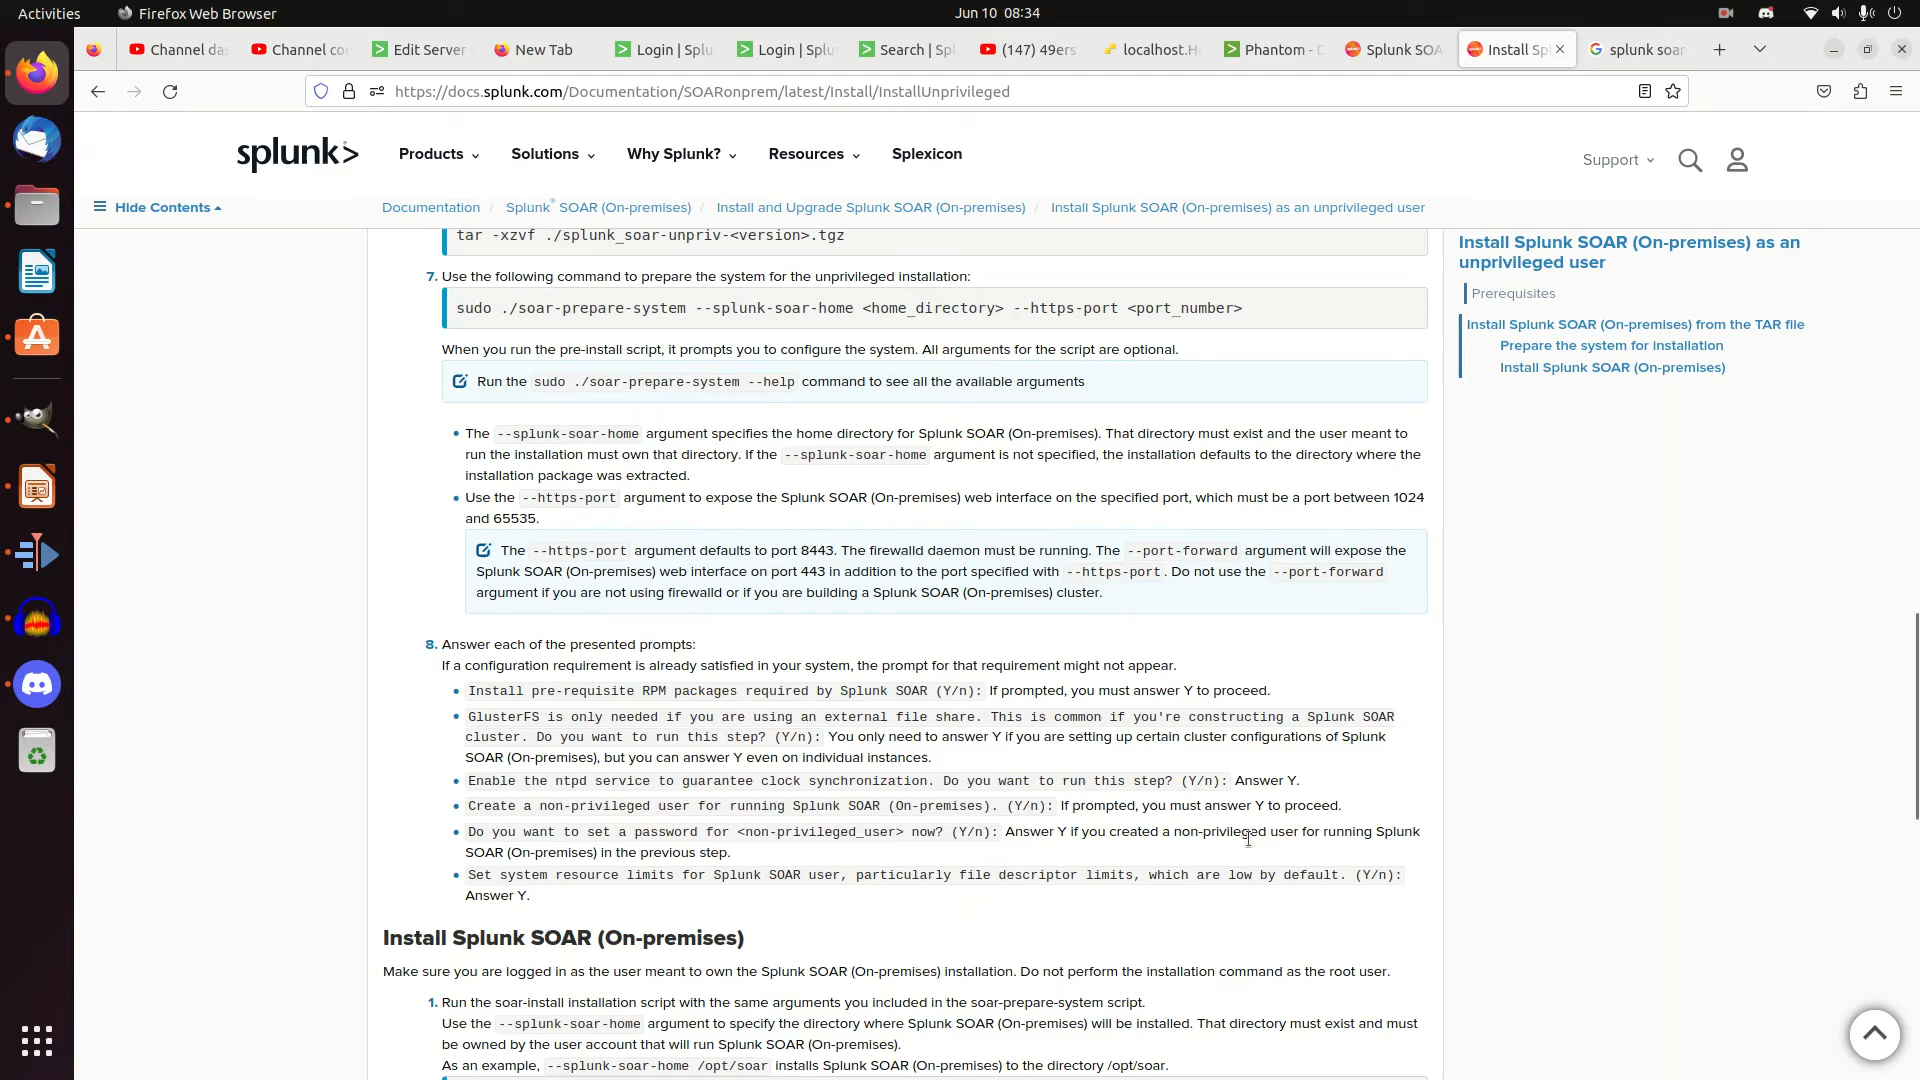 Activities
Firefox Web Browser
Jun 10 08:34
Channel da
Channel co
Edit Server
New Tab
Login | Splu
Login | Splu
Search | Spl
(147) 49ers
localhost.H
Phantom - D
Splunk SOA
Install Spl
splunk soar
https://docs.splunk.com/Documentation/SOARonprem/latest/Install/InstallUnprivileged
splunk>
Products
Solutions
Why Splunk?
Resources
Splexicon
Support
Hide Contents
Documentation / Splunk® SOAR (On-premises) / Install and Upgrade Splunk SOAR (On-premises) / Install Splunk SOAR (On-premises) as an unprivileged user
tar -xzvf ./splunk_soar-unpriv-<version>.tgz
7. Use the following command to prepare the system for the unprivileged installation:
sudo ./soar-prepare-system --splunk-soar-home <home_directory> --https-port <port_number>
When you run the pre-install script, it prompts you to configure the system. All arguments for the script are optional.
Run the sudo ./soar-prepare-system --help command to see all the available arguments
• The --splunk-soar-home argument specifies the home directory for Splunk SOAR (On-premises). That directory must exist and the user meant to
run the installation must own that directory. If the --splunk-soar-home argument is not specified, the installation defaults to the directory where the
installation package was extracted.
• Use the --https-port argument to expose the Splunk SOAR (On-premises) web interface on the specified port, which must be a port between 1024
and 65535.
The --https-port argument defaults to port 8443. The firewalld daemon must be running. The --port-forward argument will expose the
Splunk SOAR (On-premises) web interface on port 443 in addition to the port specified with --https-port. Do not use the --port-forward
argument if you are not using firewalld or if you are building a Splunk SOAR (On-premises) cluster.
8. Answer each of the presented prompts:
If a configuration requirement is already satisfied in your system, the prompt for that requirement might not appear.
• Install pre-requisite RPM packages required by Splunk SOAR (Y/n): If prompted, you must answer Y to proceed.
• GlusterFS is only needed if you are using an external file share. This is common if you're constructing a Splunk SOAR
cluster. Do you want to run this step? (Y/n): You only need to answer Y if you are setting up certain cluster configurations of Splunk
SOAR (On-premises), but you can answer Y even on individual instances.
• Enable the ntpd service to guarantee clock synchronization. Do you want to run this step? (Y/n): Answer Y.
• Create a non-privileged user for running Splunk SOAR (On-premises). (Y/n): If prompted, you must answer Y to proceed.
• Do you want to set a password for <non-privileged_user> now? (Y/n): Answer Y if you created a non-privileged user for running Splunk
SOAR (On-premises) in the previous step.
• Set system resource limits for Splunk SOAR user, particularly file descriptor limits, which are low by default. (Y/n):
Answer Y.
Install Splunk SOAR (On-premises)
Make sure you are logged in as the user meant to own the Splunk SOAR (On-premises) installation. Do not perform the installation command as the root user.
1. Run the soar-install installation script with the same arguments you included in the soar-prepare-system script.
Use the --splunk-soar-home argument to specify the directory where Splunk SOAR (On-premises) will be installed. That directory must exist and must
be owned by the user account that will run Splunk SOAR (On-premises).
As an example, --splunk-soar-home /opt/soar installs Splunk SOAR (On-premises) to the directory /opt/soar.
Install Splunk SOAR (On-premises) as an
unprivileged user
Prerequisites
Install Splunk SOAR (On-premises) from the TAR file
Prepare the system for installation
Install Splunk SOAR (On-premises)